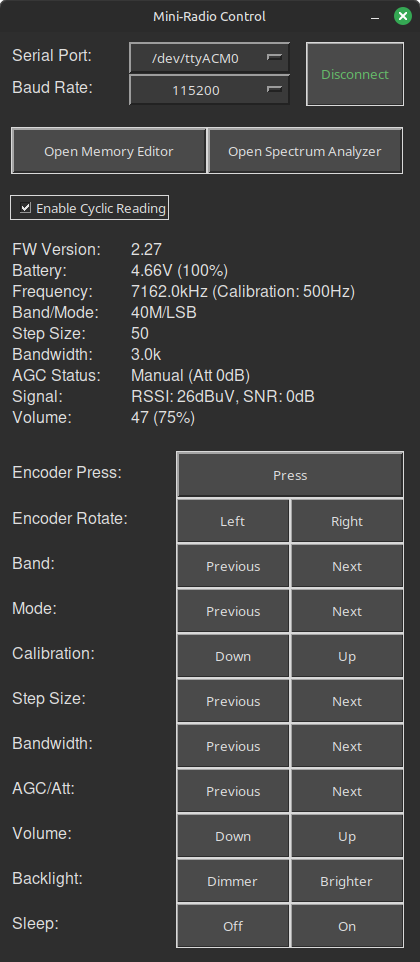 Mini-Radio Control
Serial Port: /dev/ttyACM0
Disconnect
Baud Rate: 115200
Open Memory Editor Open Spectrum Analyzer
Enable Cyclic Reading
FW Version: 2.27
Battery: 4.66V (100%)
Frequency: 7162.0kHz (Calibration: 500Hz)
Band/Mode: 40M/LSB
Step Size: 50
Bandwidth: 3.0k
AGC Status: Manual (Att 0dB)
Signal: RSSI: 26dBuV, SNR: 0dB
Volume: 47 (75%)
Encoder Press: Press
Encoder Rotate: Left Right
Band: Previous Next
Mode: Previous Next
Calibration: Down Up
Step Size: Previous Next
Bandwidth: Previous Next
AGC/Att: Previous Next
Volume: Down Up
Backlight: Dimmer Brighter
Sleep: Off On